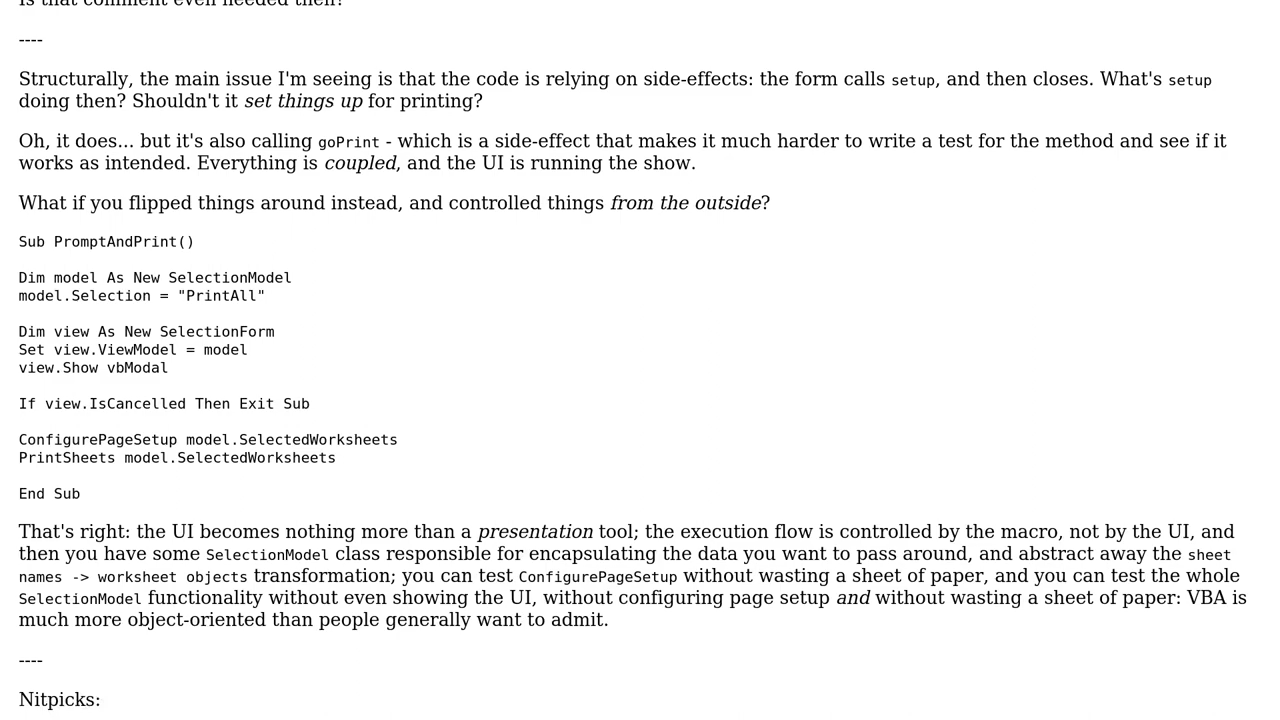 Is that comment even needed then?
----
Structurally, the main issue I'm seeing is that the code is relying on side-effects: the form calls setup, and then closes. What's setup
doing then? Shouldn't it set things up for printing?
Oh, it does... but it's also calling goPrint - which is a side-effect that makes it much harder to write a test for the method and see if it
works as intended. Everything is coupled, and the UI is running the show.
What if you flipped things around instead, and controlled things from the outside?
Sub PromptAndPrint()
Dim model As New SelectionModel
model.Selection = "PrintAll"
Dim view As New SelectionForm
Set view.ViewModel = model
view.Show vbModal
If view.IsCancelled Then Exit Sub
ConfigurePageSetup model.SelectedWorksheets
PrintSheets model.SelectedWorksheets
End Sub
That's right: the UI becomes nothing more than a presentation tool; the execution flow is controlled by the macro, not by the UI, and
then you have some SelectionModel class responsible for encapsulating the data you want to pass around, and abstract away the sheet
names -> worksheet objects transformation; you can test ConfigurePageSetup without wasting a sheet of paper, and you can test the whole
SelectionModel functionality without even showing the UI, without configuring page setup and without wasting a sheet of paper: VBA is
much more object-oriented than people generally want to admit.
----
Nitpicks: